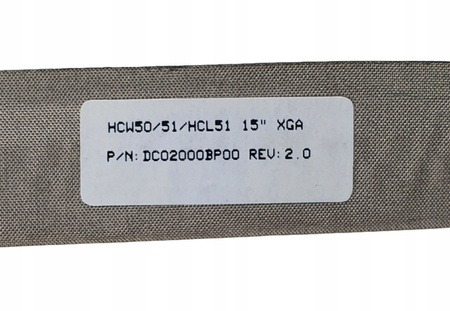 HCW50/51/HCL51 15" XGA
P/N: DC02000BP00 REV: 2.0